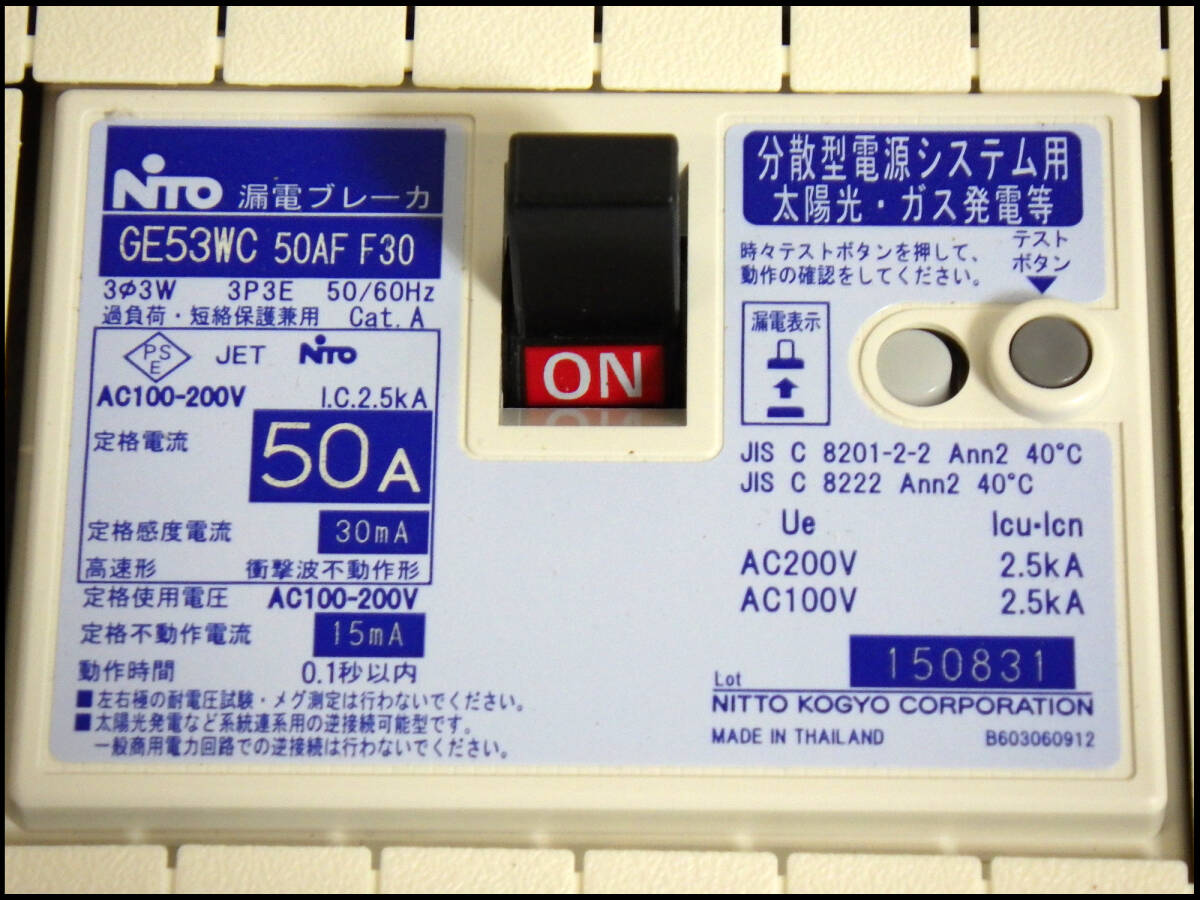 NITO 漏電ブレーカ
GE53WC 50AF F30
3φ3W 3P3E 50/60Hz
過負荷・短絡保護兼用 Cat. A
PS E JET NITO
AC100-200V I.C.2.5kA
定格電流 50A
定格感度電流 30mA
高速形 衝撃波不動作形
定格使用電圧 AC100-200V
定格不動作電流 15mA
動作時間 0.1秒以内
■左右極の耐電圧試験・メグ測定は行わないでください。
■太陽光発電など系統連系用の逆接続可能型です。
一般商用電力回路での逆接続は行わないでください。
ON
分散型電源システム用
太陽光・ガス発電等
時々テストボタンを押して、
動作の確認をしてください。
テスト
ボタン
漏電表示
JIS C 8201-2-2 Ann2 40°C
JIS C 8222 Ann2 40°C
Ue Icu・Icn
AC200V 2.5kA
AC100V 2.5kA
Lot 150831
NITTO KOGYO CORPORATION
MADE IN THAILAND B603060912